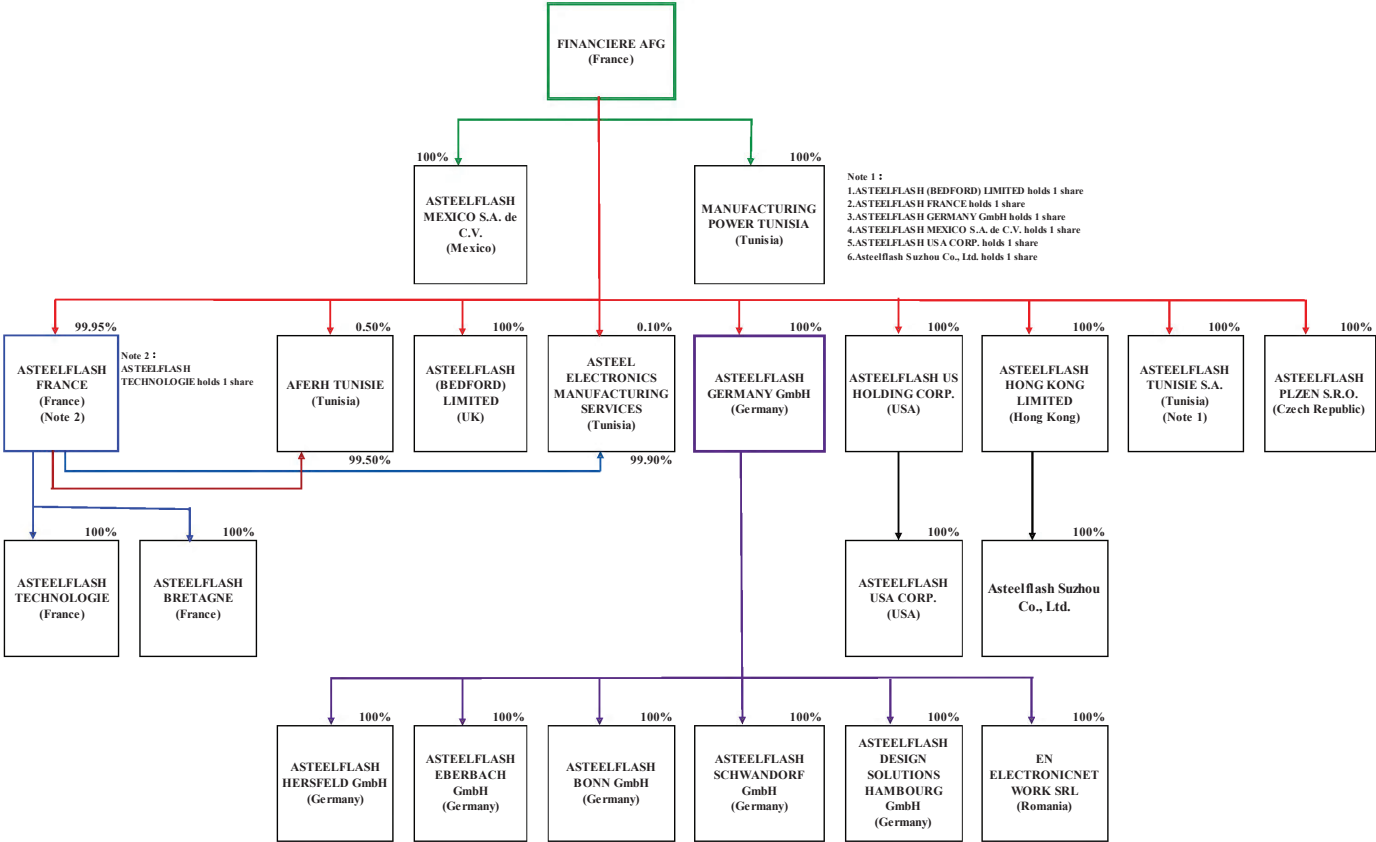 FINANCIERE AFG
(France)
100%
ASTEELFLASH
MEXICO S.A. de
C.V.
(Mexico)
100%
MANUFACTURING
POWER TUNISIA
(Tunisia)
Note 1：
1.ASTEELFLASH (BEDFORD) LIMITED holds 1 share
2.ASTEELFLASH FRANCE holds 1 share
3.ASTEELFLASH GERMANY GmbH holds 1 share
4.ASTEELFLASH MEXICO S.A. de C.V. holds 1 share
5.ASTEELFLASH USA CORP. holds 1 share
6.Asteelflash Suzhou Co., Ltd. holds 1 share
99.95%
ASTEELFLASH
FRANCE
(France)
(Note 2)
Note 2：
ASTEELFLASH
TECHNOLOGIE holds 1 share
0.50%
AFERH TUNISIE
(Tunisia)
99.50%
100%
ASTEELFLASH
(BEDFORD)
LIMITED
(UK)
0.10%
ASTEEL
ELECTRONICS
MANUFACTURING
SERVICES
(Tunisia)
99.90%
100%
ASTEELFLASH
GERMANY GmbH
(Germany)
100%
ASTEELFLASH US
HOLDING CORP.
(USA)
100%
ASTEELFLASH
HONG KONG
LIMITED
(Hong Kong)
100%
ASTEELFLASH
TUNISIE S.A.
(Tunisia)
(Note 1)
100%
ASTEELFLASH
PLZEN S.R.O.
(Czech Republic)
100%
ASTEELFLASH
TECHNOLOGIE
(France)
100%
ASTEELFLASH
BRETAGNE
(France)
100%
ASTEELFLASH
USA CORP.
(USA)
100%
Asteelflash Suzhou
Co., Ltd.
100%
ASTEELFLASH
HERSFELD GmbH
(Germany)
100%
ASTEELFLASH
EBERBACH
GmbH
(Germany)
100%
ASTEELFLASH
BONN GmbH
(Germany)
100%
ASTEELFLASH
SCHWANDORF
GmbH
(Germany)
100%
ASTEELFLASH
DESIGN
SOLUTIONS
HAMBOURG
GmbH
(Germany)
100%
EN
ELECTRONICNET
WORK SRL
(Romania)